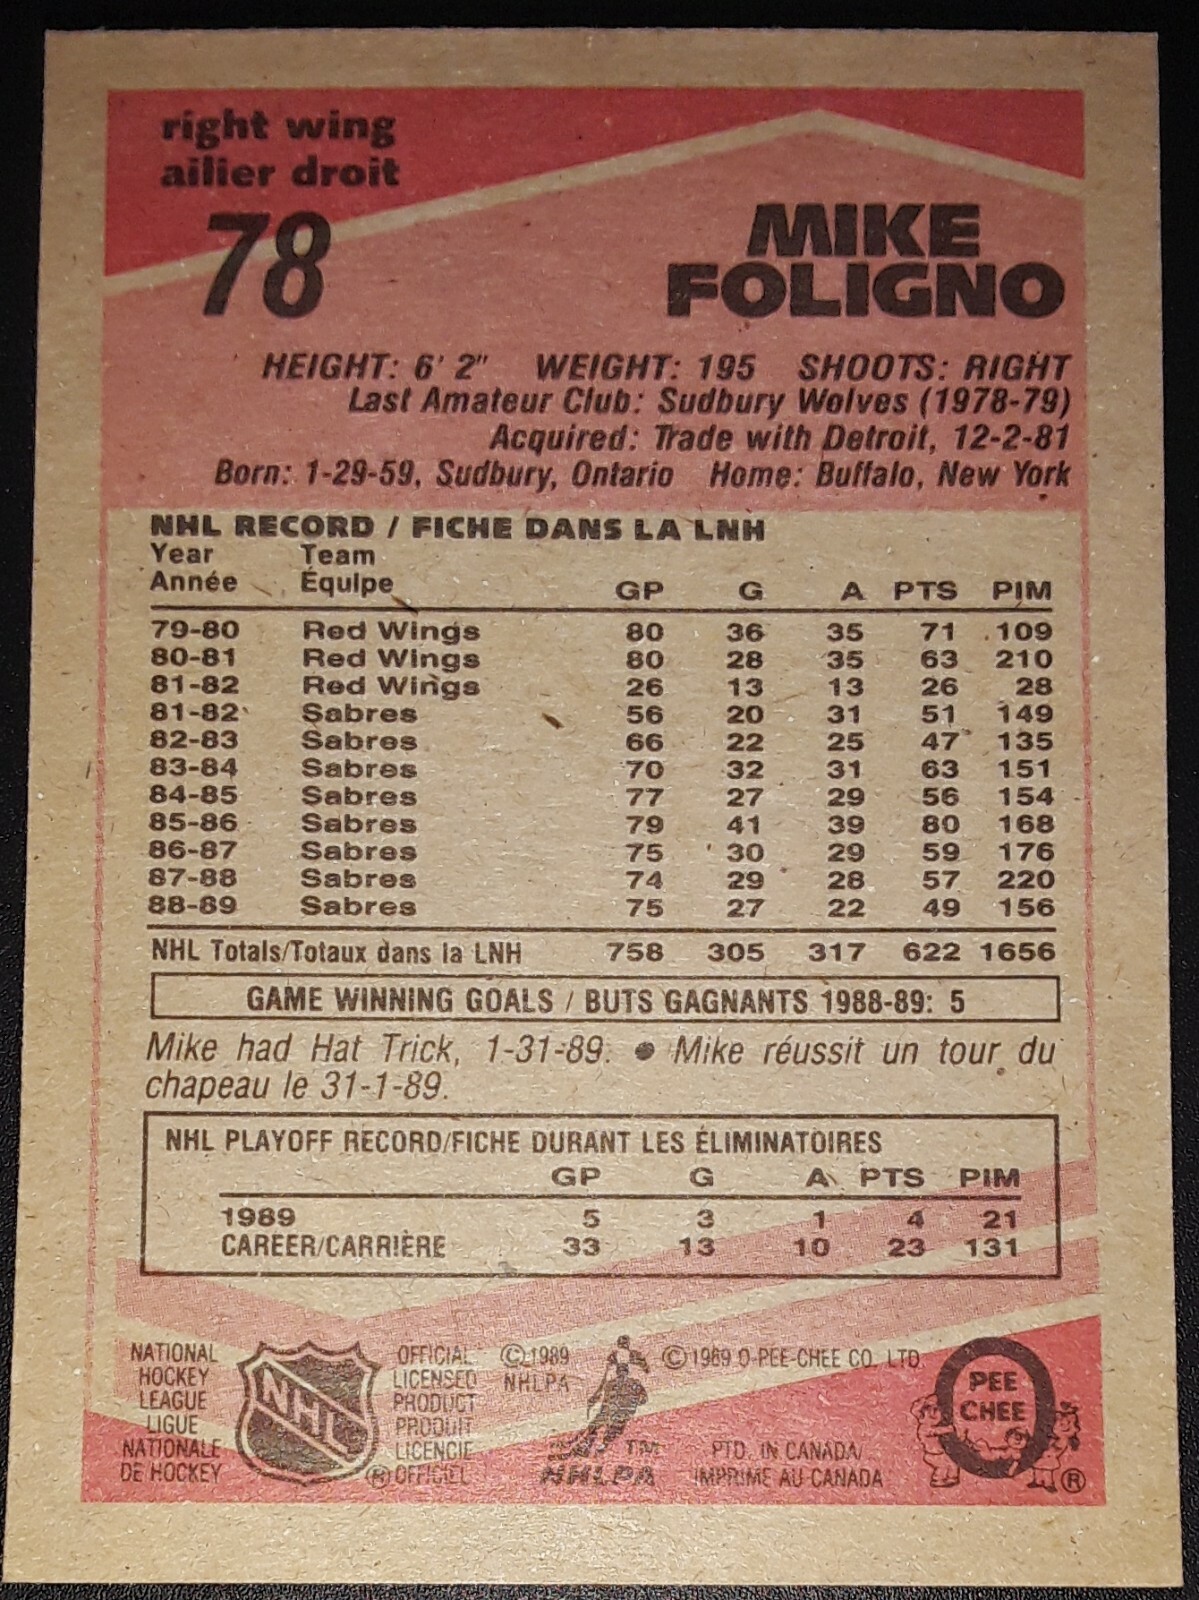 right wing
ailier droit
78
MIKE
FOLIGNO
HEIGHT: 6' 2" WEIGHT: 195 SHOOTS: RIGHT
Last Amateur Club: Sudbury Wolves (1978-79)
Acquired: Trade with Detroit, 12-2-81
Born: 1-29-59, Sudbury, Ontario Home: Buffalo, New York
NHL RECORD / FICHE DANS LA LNH
Year Team
Année Équipe GP G A PTS PIM
79-80 Red Wings 80 36 35 71 109
80-81 Red Wings 80 28 35 63 210
81-82 Red Wings 26 13 13 26 28
81-82 Sabres 56 20 31 51 149
82-83 Sabres 66 22 25 47 135
83-84 Sabres 70 32 31 63 151
84-85 Sabres 77 27 29 56 154
85-86 Sabres 79 41 39 80 168
86-87 Sabres 75 30 29 59 176
87-88 Sabres 74 29 28 57 220
88-89 Sabres 75 27 22 49 156
NHL Totals/Totaux dans la LNH 758 305 317 622 1656
GAME WINNING GOALS / BUTS GAGNANTS 1988-89: 5
Mike had Hat Trick, 1-31-89. ● Mike réussit un tour du
chapeau le 31-1-89.
NHL PLAYOFF RECORD/FICHE DURANT LES ÉLIMINATOIRES
GP G A PTS PIM
1989 5 3 1 4 21
CAREER/CARRIÈRE 33 13 10 23 131
NATIONAL
HOCKEY
LEAGUE
LIGUE
NATIONALE
DE HOCKEY
NHL
®
OFFICIAL
LICENSED
PRODUCT
PRODUIT
LICENCIE
OFFICIEL
© 1989
NHLPA
TM
NHLPA
© 1989 O-PEE-CHEE CO. LTD.
PTD. IN CANADA/
IMPRIME AU CANADA
O
PEE
CHEE
®